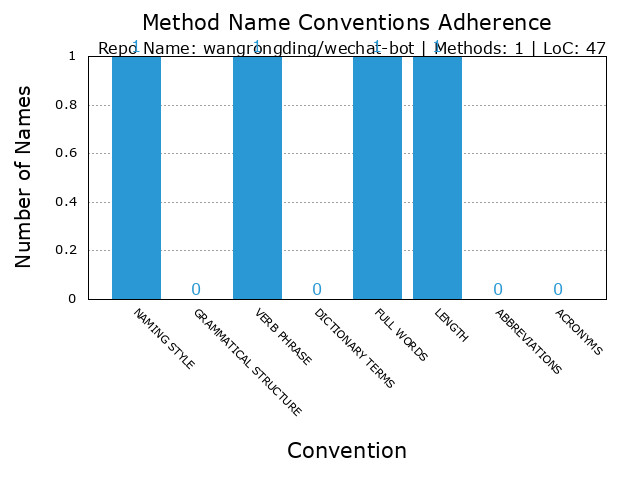 Method Name Conventions Adherence
Repo Name: wangrongding/wechat-bot | Methods: 1 | LoC: 47
1 1 1 1
1
0.8
0.6
0.4
0.2
0
0 0 0 0
Number of Names
NAMING STYLE
GRAMMATICAL STRUCTURE
VERB PHRASE
DICTIONARY TERMS
FULL WORDS
LENGTH
ABBREVIATIONS
ACRONYMS
Convention